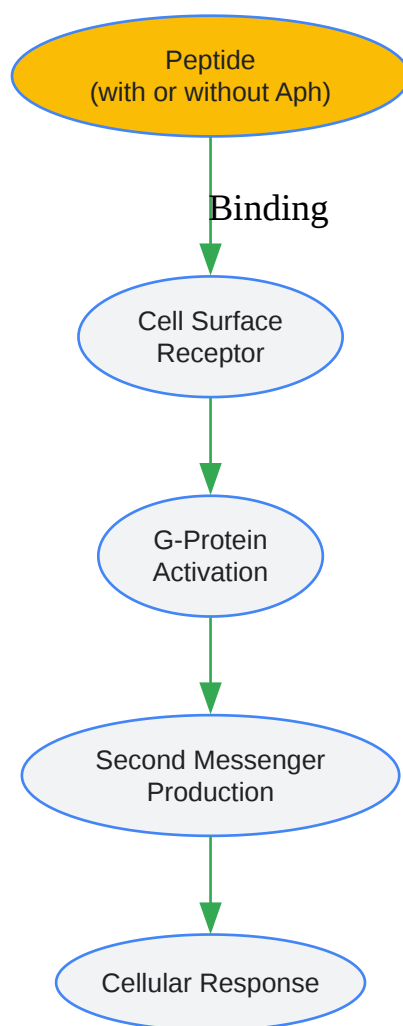 Peptide
(with or without Aph)
Binding
Cell Surface
Receptor
G-Protein
Activation
Second Messenger
Production
Cellular Response